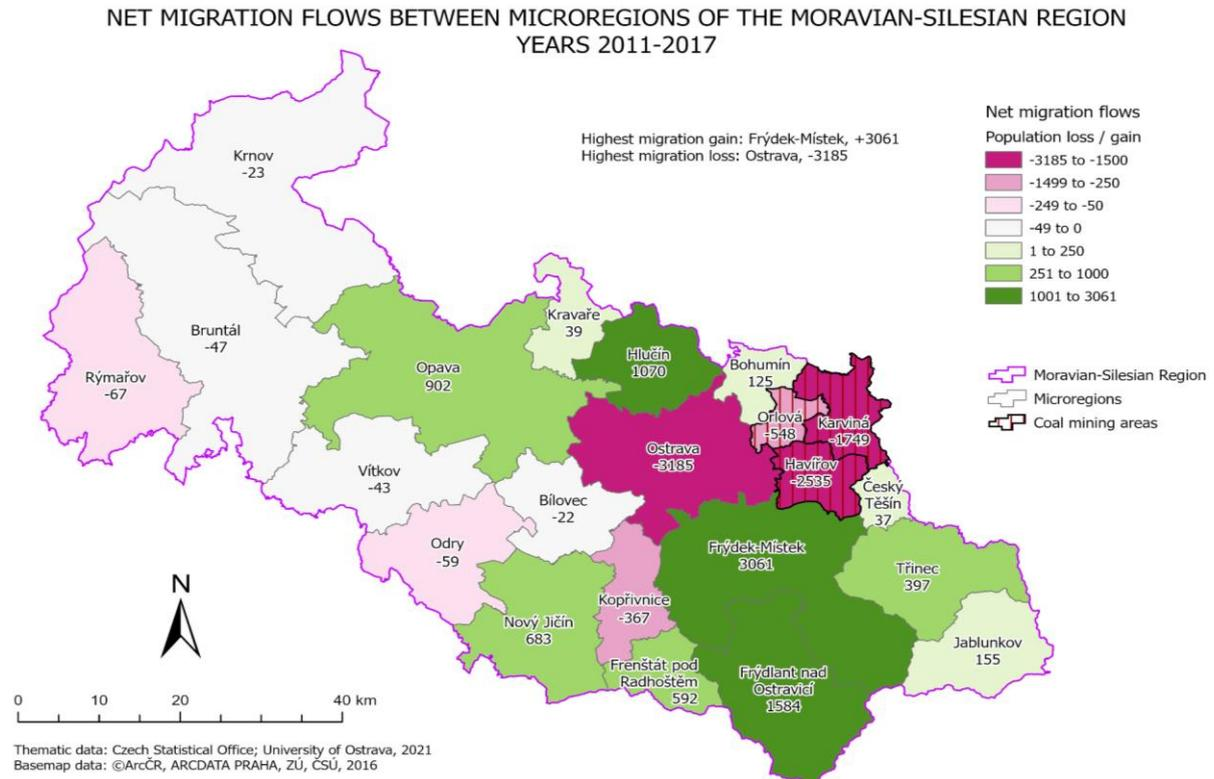 NET MIGRATION FLOWS BETWEEN MICROREGIONS OF THE MORAVIAN-SILESIAN REGION
YEARS 2011-2017
Highest migration gain: Frýdek-Místek, +3061
Highest migration loss: Ostrava, -3185
Net migration flows
Population loss / gain
-3185 to -1500
-1499 to -250
-249 to -50
-49 to 0
1 to 250
251 to 1000
1001 to 3061
Moravian-Silesian Region
Microregions
Coal mining areas
Krnov
-23
Bruntál
-47
Rýmařov
-67
Opava
902
Kravaře
39
Hlučín
1070
Bohumín
125
Orlová
-548
Karviná
-1749
Ostrava
-3185
Havířov
-2535
Český
Těšín
37
Vítkov
-43
Bílovec
-22
Odry
-59
Frýdek-Místek
3061
Třinec
397
Kopřivnice
-367
Nový Jičín
683
Jablunkov
155
Frenštát pod
Radhoštěm
592
Frýdlant nad
Ostravicí
1584
N
0 10 20 40 km
Thematic data: Czech Statistical Office; University of Ostrava, 2021
Basemap data: ©ArcČR, ARCDATA PRAHA, ZÚ, ČSÚ, 2016